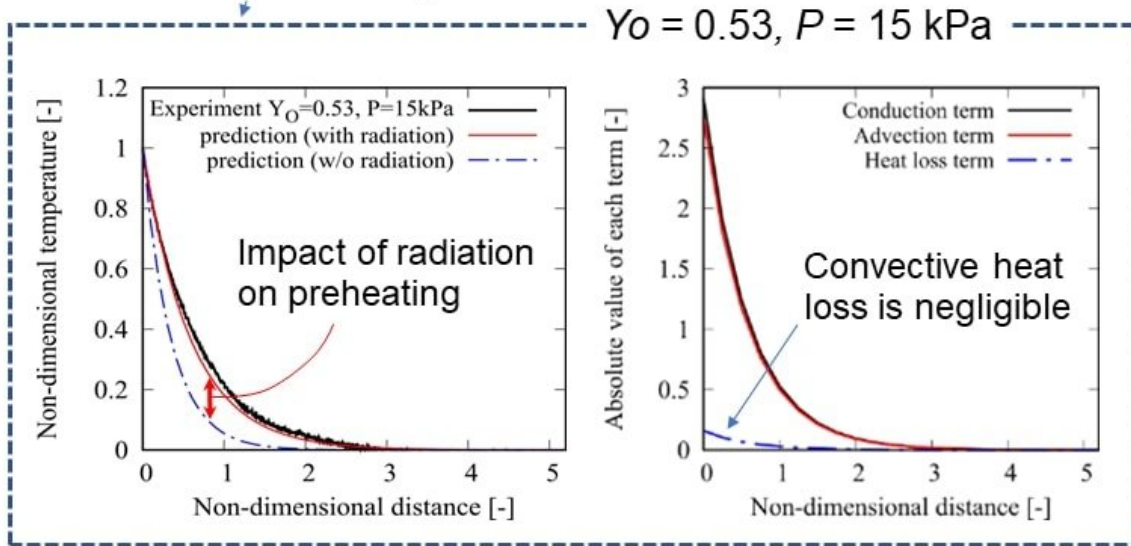 Yo = 0.53, P = 15 kPa
1.2
1
0.8
0.6
0.4
0.2
0
Non-dimensional temperature [-]
Experiment Y_O=0.53, P=15kPa
prediction (with radiation)
prediction (w/o radiation)
Impact of radiation
on preheating
0 1 2 3 4 5
Non-dimensional distance [-]
3
2.5
2
1.5
1
0.5
0
Absolute value of each term [-]
Conduction term
Advection term
Heat loss term
Convective heat
loss is negligible
0 1 2 3 4 5
Non-dimensional distance [-]